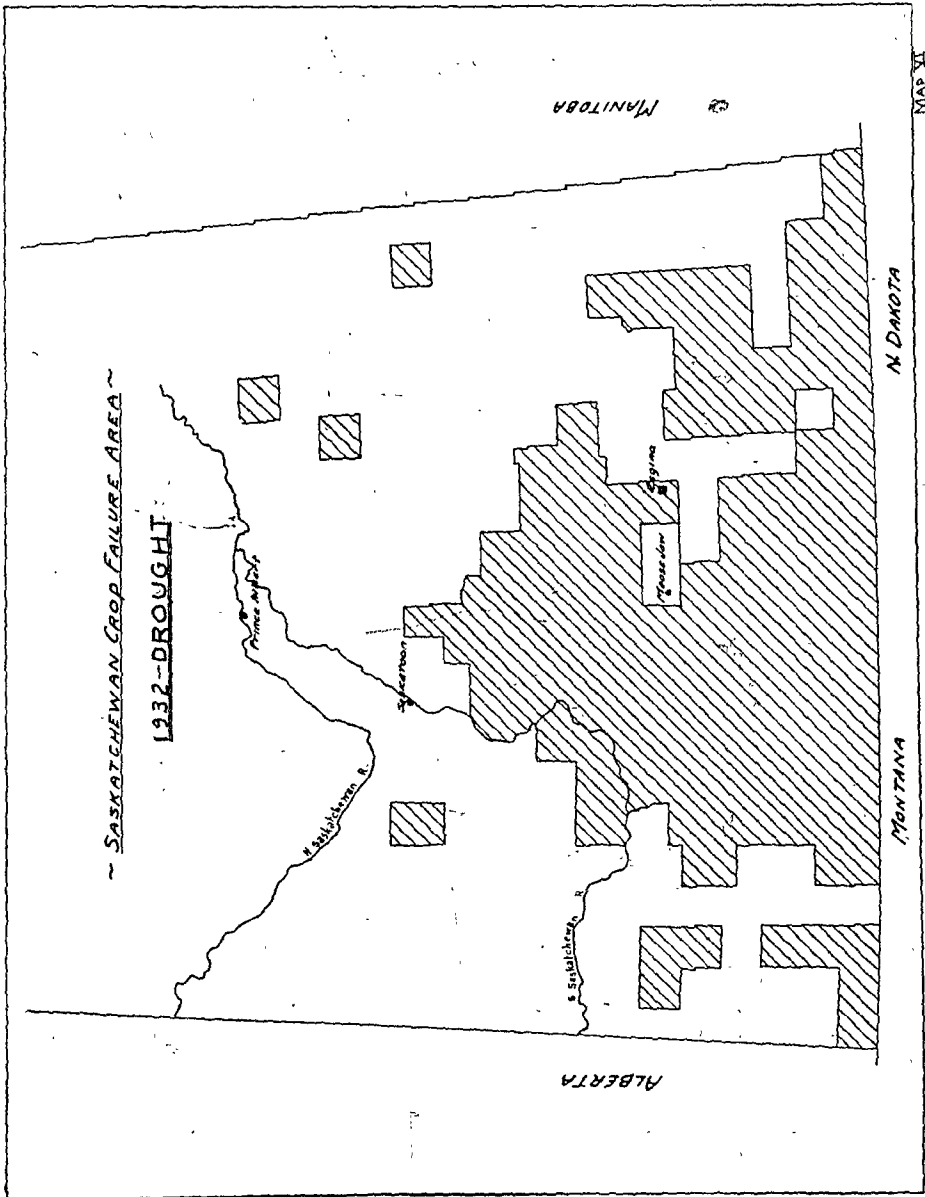 ~ SASKATCHEWAN CROP FAILURE AREA ~
1932-DROUGHT
MANITOBA
Prince Albert
N Saskatchewan R.
Saskatoon
Regina
Moose Jaw
S Saskatchewan R
ALBERTA
MONTANA
N. DAKOTA
MAP VI